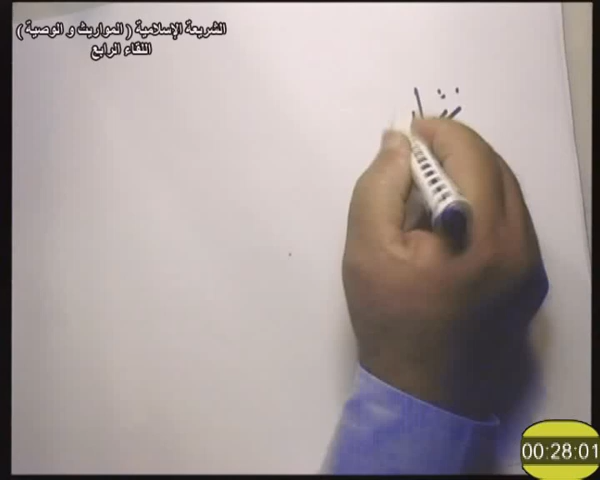 الشريعة الإسلامية ( المواريث و الوصية )
اللقاء الرابع
00:28:01